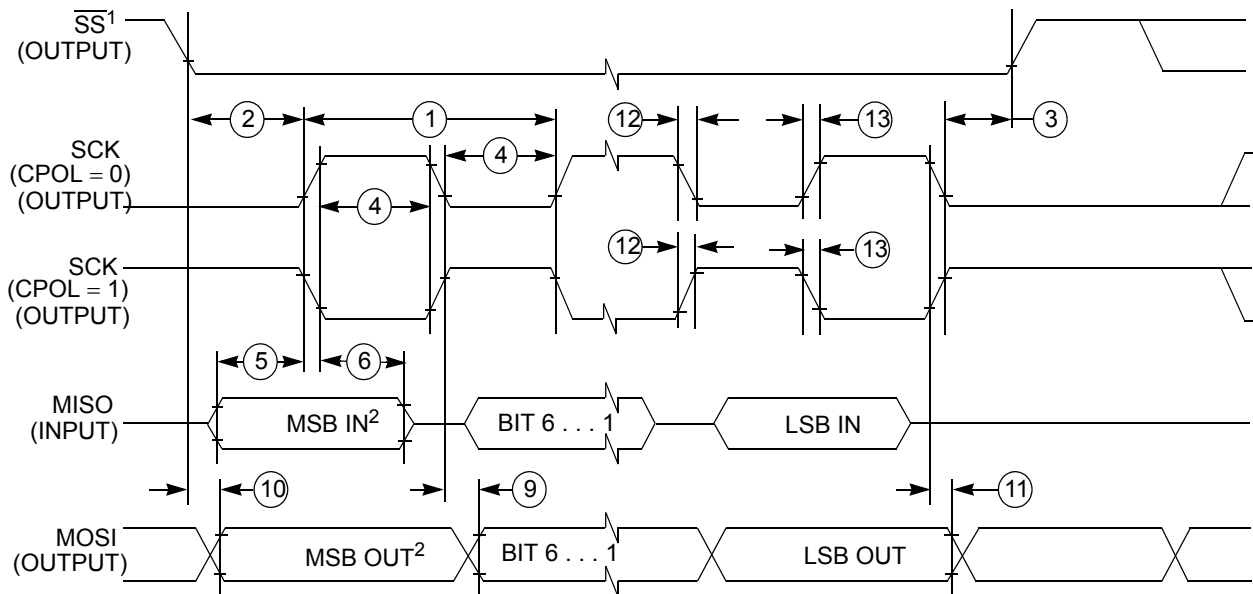 SS¹
(OUTPUT)
2
1
12
13
3
SCK
(CPOL = 0)
(OUTPUT)
4
4
SCK
(CPOL = 1)
(OUTPUT)
12
13
5
6
MISO
(INPUT)
MSB IN²
BIT 6 . . . 1
LSB IN
10
9
11
MOSI
(OUTPUT)
MSB OUT²
BIT 6 . . . 1
LSB OUT